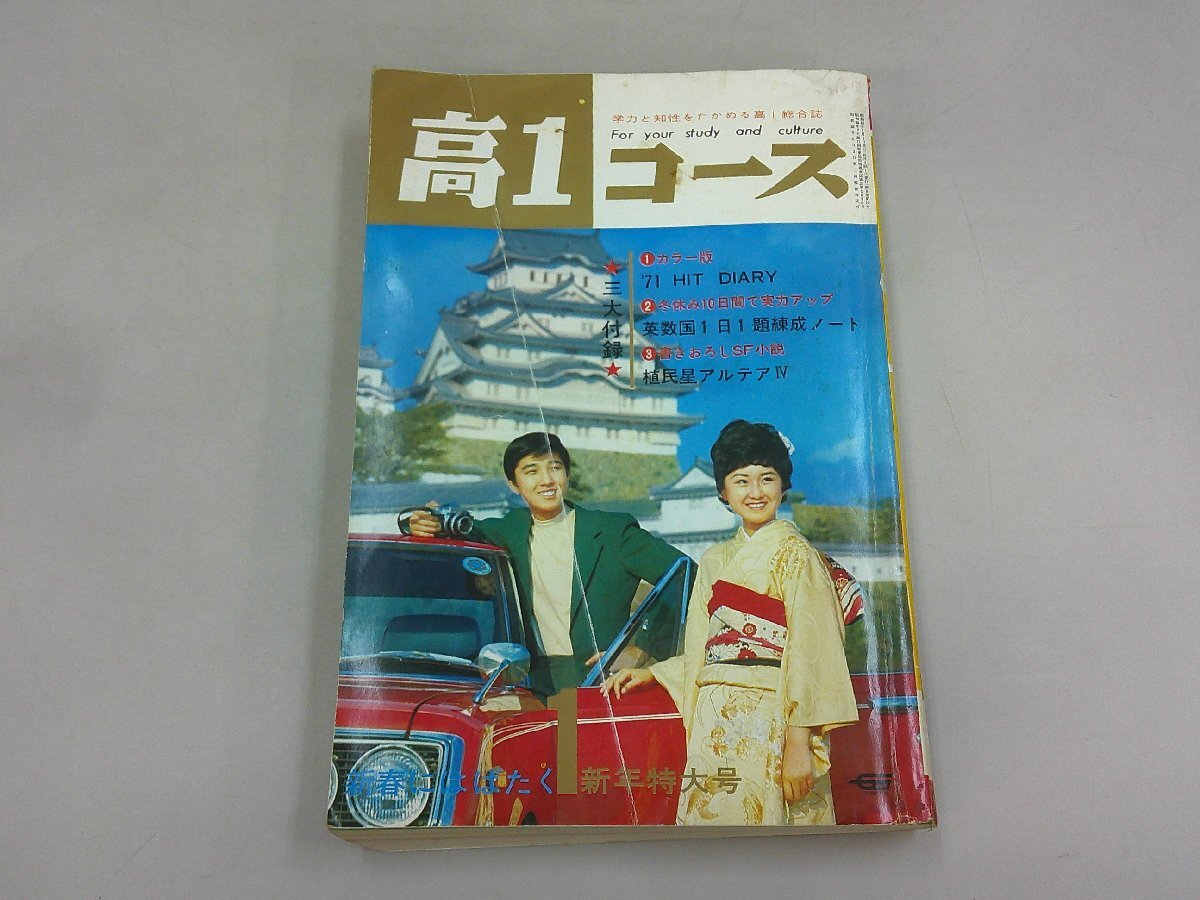 学力と知性をたかめる高1総合誌
For your study and culture
高1コース
★三大付録★
1カラー版
'71 HIT DIARY
2冬休み10日間で実力アップ
英数国1日1題練成ノート
3書きおろしSF小説
植民星アルテアⅣ
新春にはばたく1新年特大号